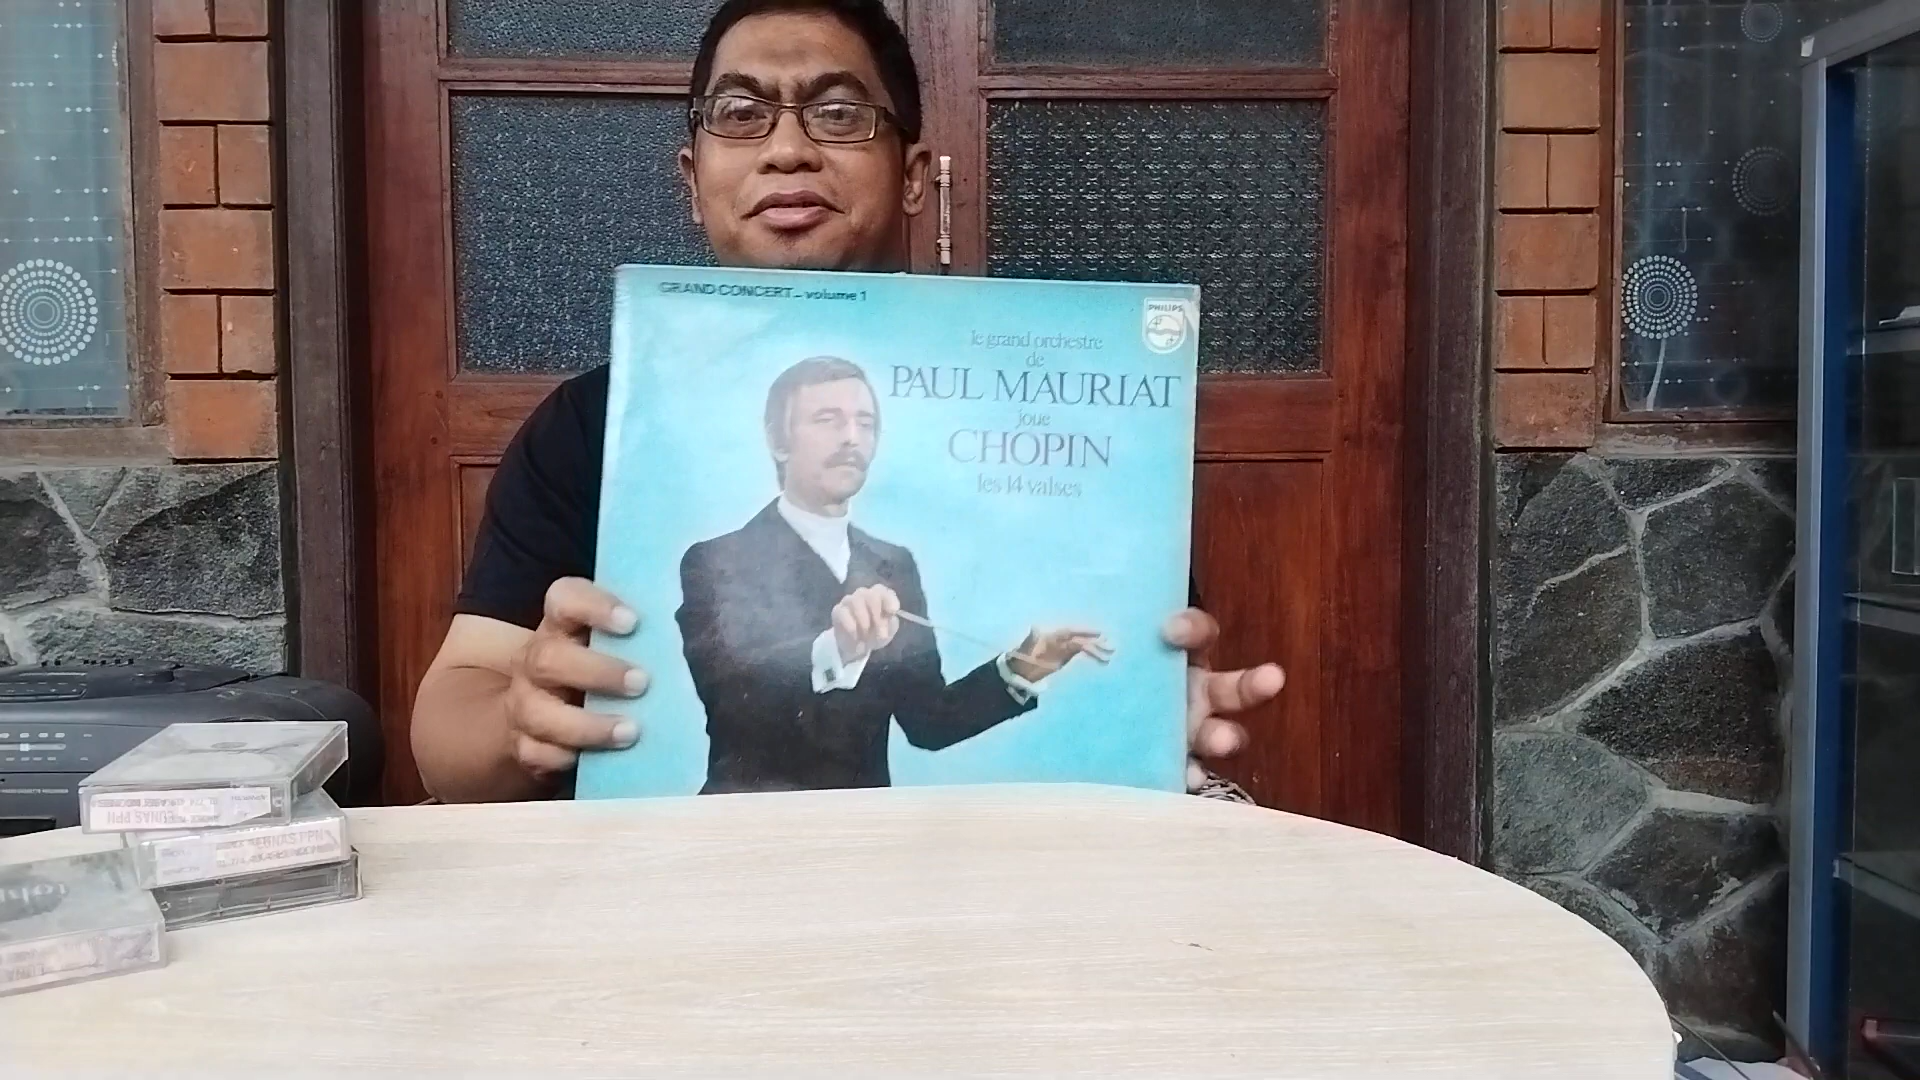 GRAND CONCERT - volume 1
PHILIPS
le grand orchestre
de
PAUL MAURIAT
joue
CHOPIN
les 14 valses